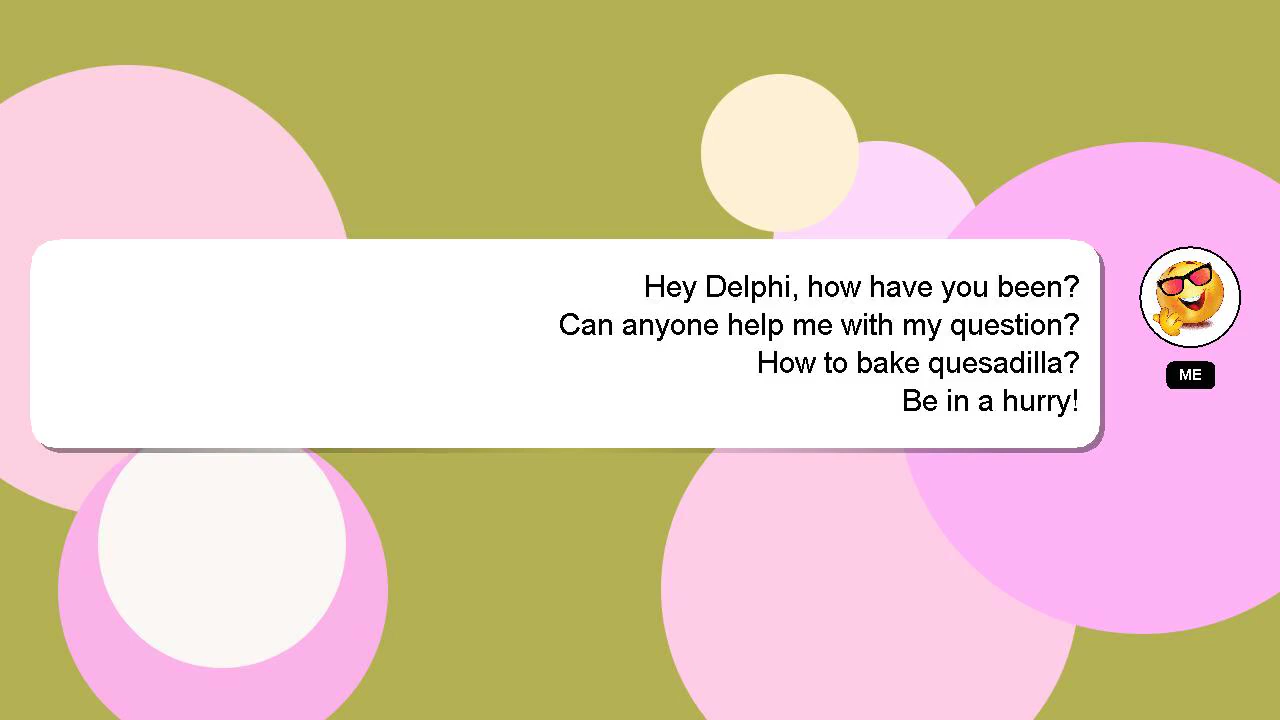 Hey Delphi, how have you been?
Can anyone help me with my question?
How to bake quesadilla?
Be in a hurry!
ME